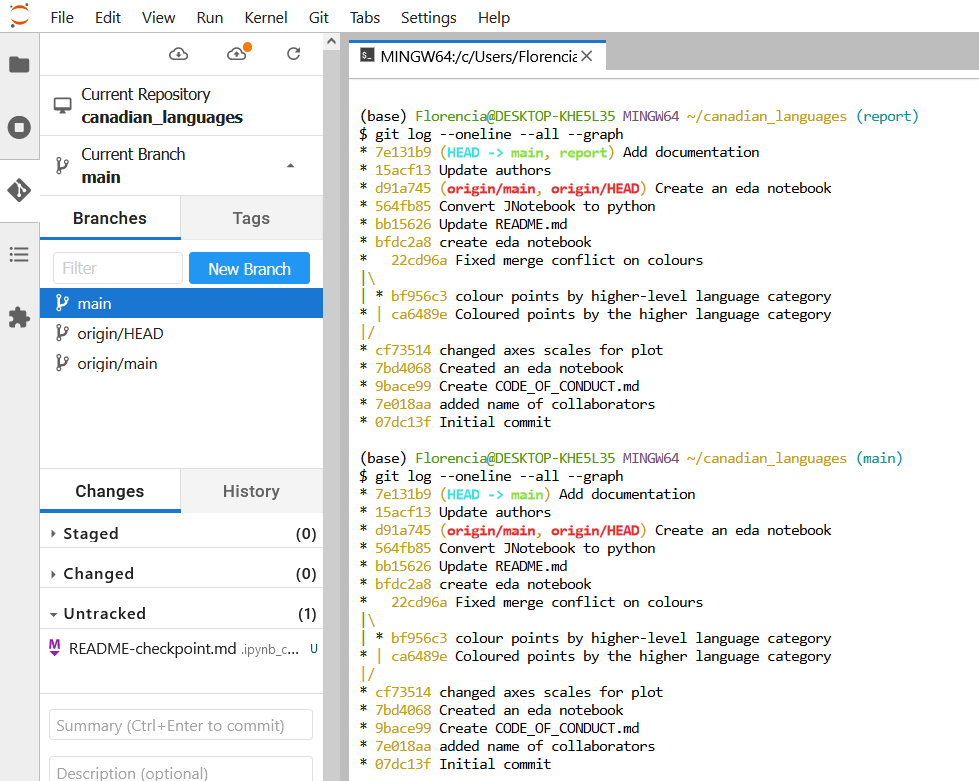 File Edit View Run Kernel Git Tabs Settings Help
Current Repository
canadian_languages
Current Branch
main
Branches Tags
Filter New Branch
main
origin/HEAD
origin/main
Changes History
Staged (0)
Changed (0)
Untracked (1)
README-checkpoint.md .ipynb_c... U
Summary (Ctrl+Enter to commit)
Description (optional)
MINGW64:/c/Users/Florencia
(base) Florencia@DESKTOP-KHE5L35 MINGW64 ~/canadian_languages (report)
$ git log --oneline --all --graph
* 7e131b9 (HEAD -> main, report) Add documentation
* 15acf13 Update authors
* d91a745 (origin/main, origin/HEAD) Create an eda notebook
* 564fb85 Convert JNotebook to python
* bb15626 Update README.md
* bfdc2a8 create eda notebook
*   22cd96a Fixed merge conflict on colours
|\
| * bf956c3 colour points by higher-level language category
* | ca6489e Coloured points by the higher language category
|/
* cf73514 changed axes scales for plot
* 7bd4068 Created an eda notebook
* 9bace99 Create CODE_OF_CONDUCT.md
* 7e018aa added name of collaborators
* 07dc13f Initial commit
(base) Florencia@DESKTOP-KHE5L35 MINGW64 ~/canadian_languages (main)
$ git log --oneline --all --graph
* 7e131b9 (HEAD -> main) Add documentation
* 15acf13 Update authors
* d91a745 (origin/main, origin/HEAD) Create an eda notebook
* 564fb85 Convert JNotebook to python
* bb15626 Update README.md
* bfdc2a8 create eda notebook
*   22cd96a Fixed merge conflict on colours
|\
| * bf956c3 colour points by higher-level language category
* | ca6489e Coloured points by the higher language category
|/
* cf73514 changed axes scales for plot
* 7bd4068 Created an eda notebook
* 9bace99 Create CODE_OF_CONDUCT.md
* 7e018aa added name of collaborators
* 07dc13f Initial commit